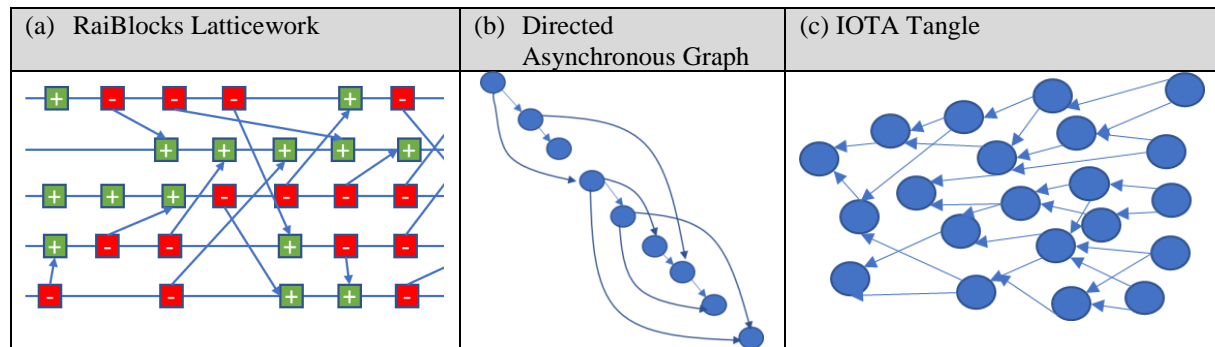 (a) RaiBlocks Latticework
(b) Directed
Asynchronous Graph
(c) IOTA Tangle
+ - - - + -
+ + + + +
+ + + - - - -
+ - - + - -
- - + + -